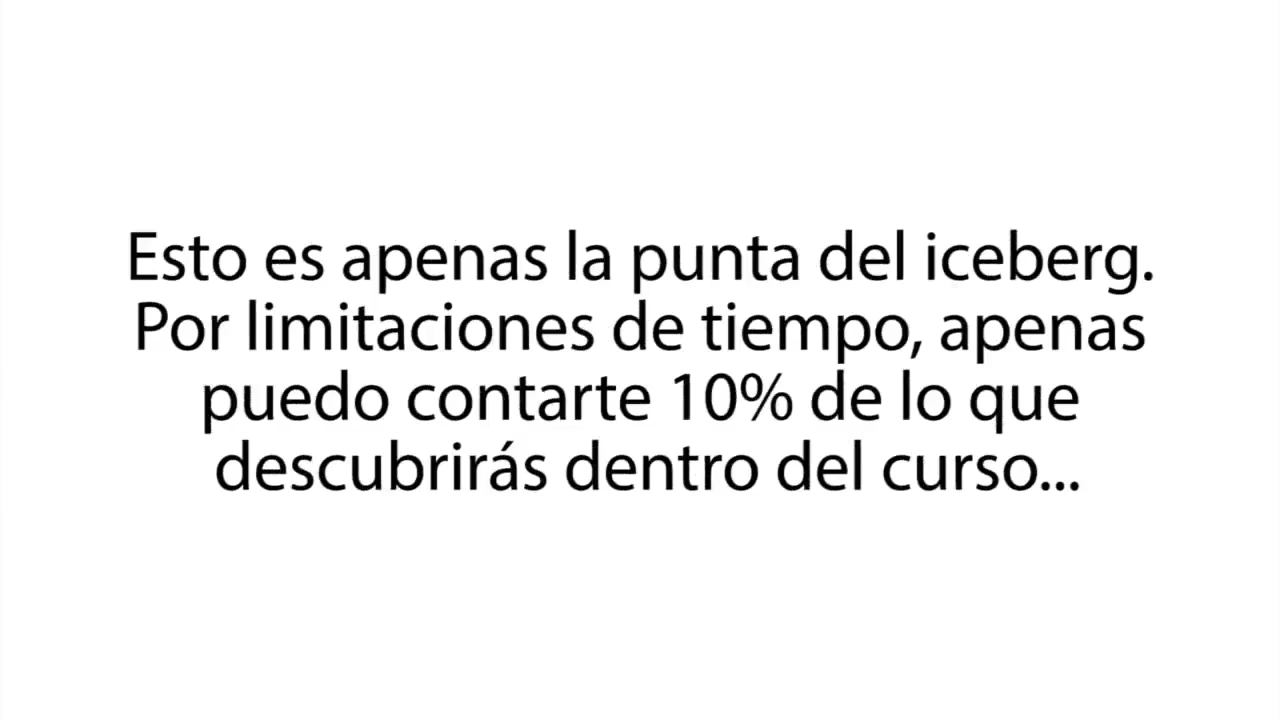 Esto es apenas la punta del iceberg.
Por limitaciones de tiempo, apenas
puedo contarte 10% de lo que
descubrirás dentro del curso...